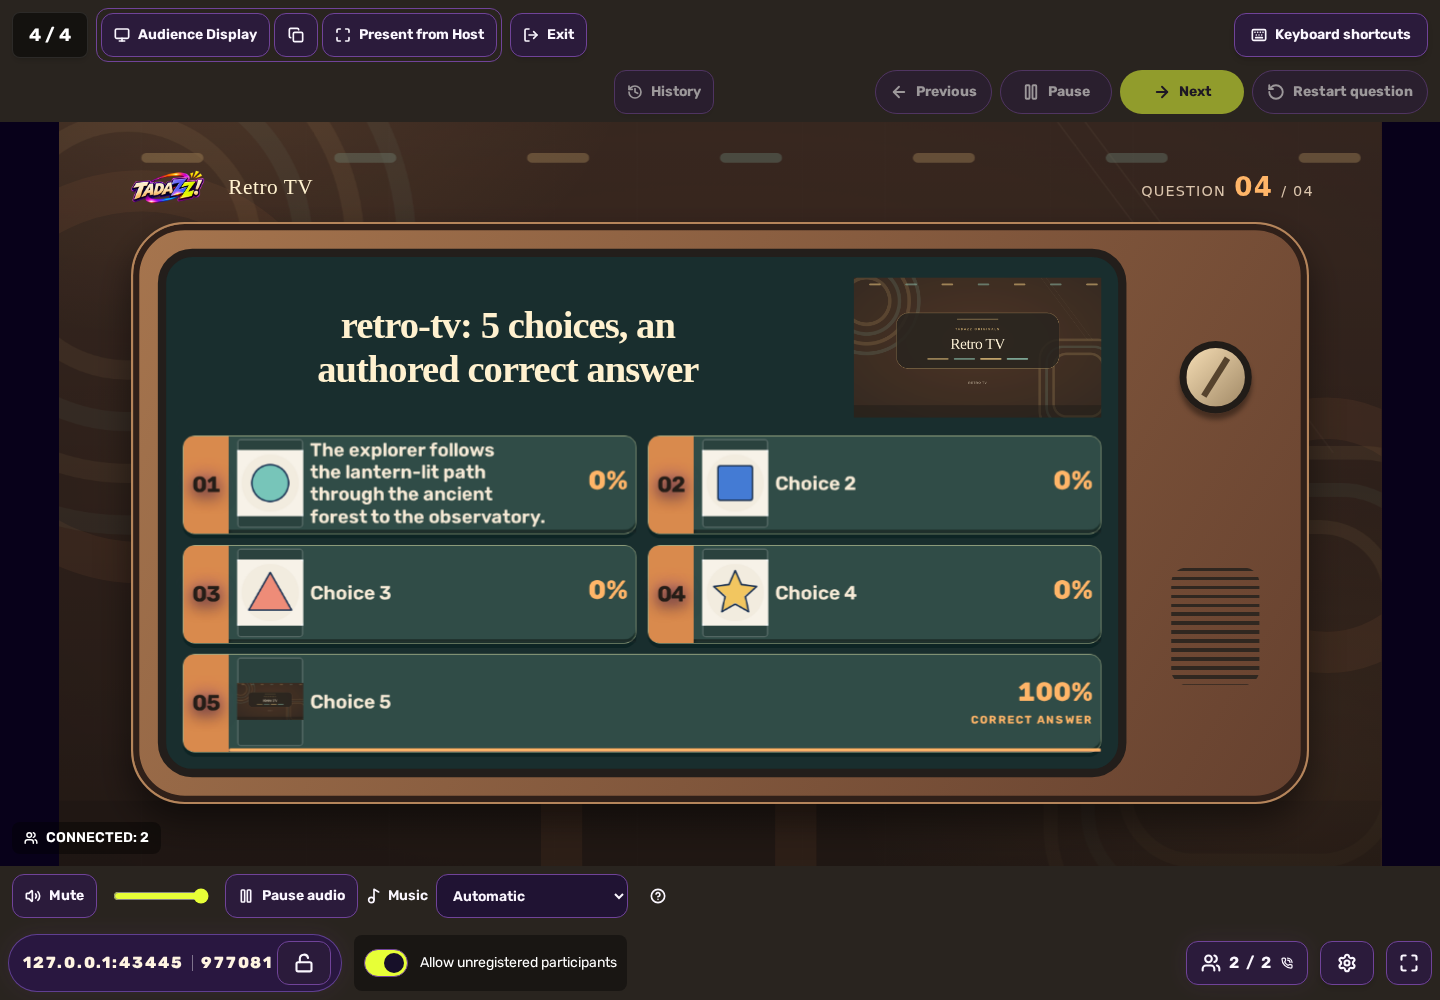 4 / 4
Audience Display
Present from Host
Exit
Keyboard shortcuts
History
Previous
Pause
Next
Restart question
TADAZZ!
Retro TV
QUESTION 04 / 04
retro-tv: 5 choices, an
authored correct answer
Retro TV
01
The explorer follows
the lantern-lit path
through the ancient
forest to the observatory.
0%
02
Choice 2
0%
03
Choice 3
0%
04
Choice 4
0%
05
Choice 5
100%
CORRECT ANSWER
CONNECTED: 2
Mute
Pause audio
Music
Automatic
127.0.0.1:43445
977081
Allow unregistered participants
2 / 2